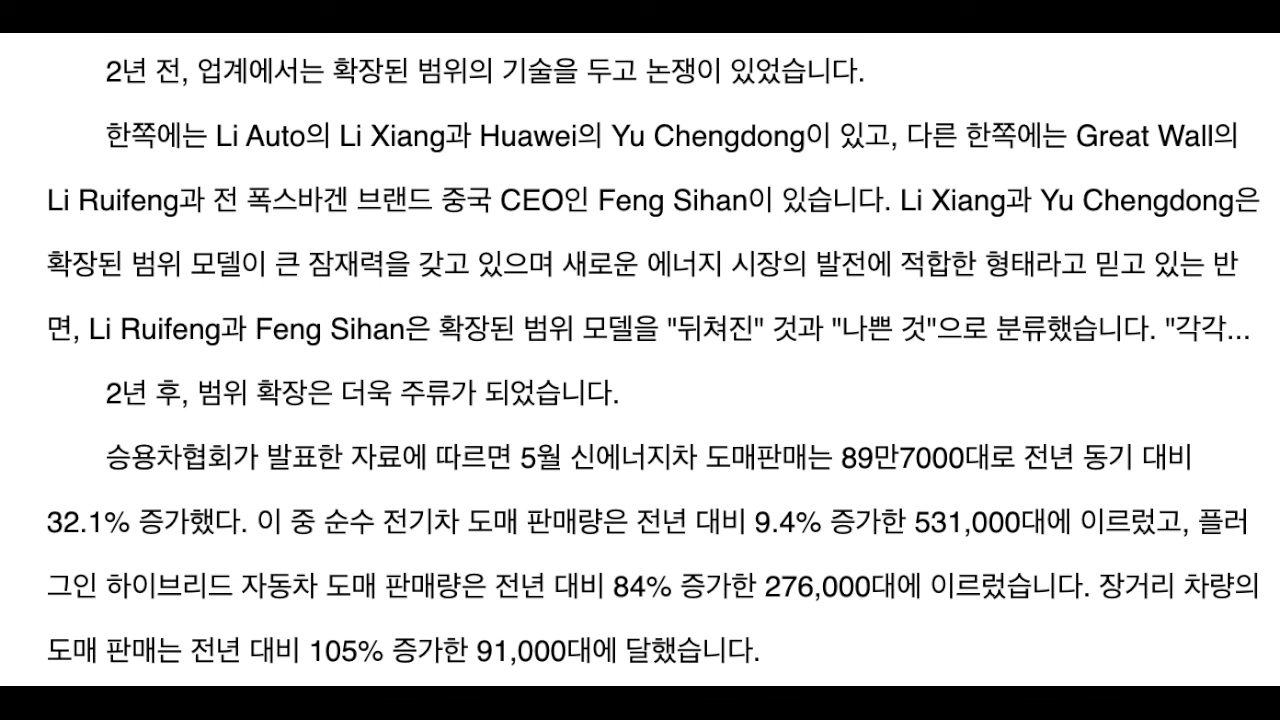 2년 전, 업계에서는 확장된 범위의 기술을 두고 논쟁이 있었습니다.
한쪽에는 Li Auto의 Li Xiang과 Huawei의 Yu Chengdong이 있고, 다른 한쪽에는 Great Wall의
Li Ruifeng과 전 폭스바겐 브랜드 중국 CEO인 Feng Sihan이 있습니다. Li Xiang과 Yu Chengdong은
확장된 범위 모델이 큰 잠재력을 갖고 있으며 새로운 에너지 시장의 발전에 적합한 형태라고 믿고 있는 반
면, Li Ruifeng과 Feng Sihan은 확장된 범위 모델을 "뒤쳐진" 것과 "나쁜 것"으로 분류했습니다. "각각...
2년 후, 범위 확장은 더욱 주류가 되었습니다.
승용차협회가 발표한 자료에 따르면 5월 신에너지차 도매판매는 89만7000대로 전년 동기 대비
32.1% 증가했다. 이 중 순수 전기차 도매 판매량은 전년 대비 9.4% 증가한 531,000대에 이르렀고, 플러
그인 하이브리드 자동차 도매 판매량은 전년 대비 84% 증가한 276,000대에 이르렀습니다. 장거리 차량의
도매 판매는 전년 대비 105% 증가한 91,000대에 달했습니다.